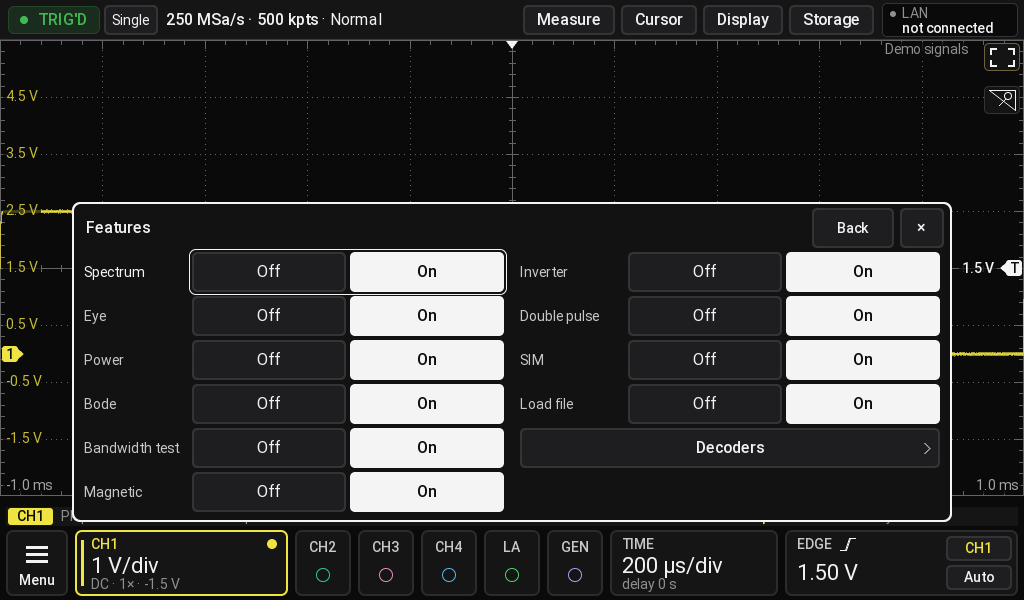 TRIG'D Single 250 MSa/s · 500 kpts · Normal Measure Cursor Display Storage LAN
not connected
Demo signals
4.5 V
3.5 V
2.5 V
Features Back ×
Spectrum Off On Inverter Off On
1.5 V 1.5 V T
Eye Off On Double pulse Off On
0.5 V
1
Power Off On SIM Off On
-0.5 V
Bode Off On Load file Off On
-1.5 V
Bandwidth test Off On Decoders
-1.0 ms 1.0 ms
Magnetic Off On
CH1
Menu
CH1
1 V/div
DC · 1× · -1.5 V
CH2 CH3 CH4 LA GEN
TIME
200 µs/div
delay 0 s
EDGE
1.50 V
CH1
Auto